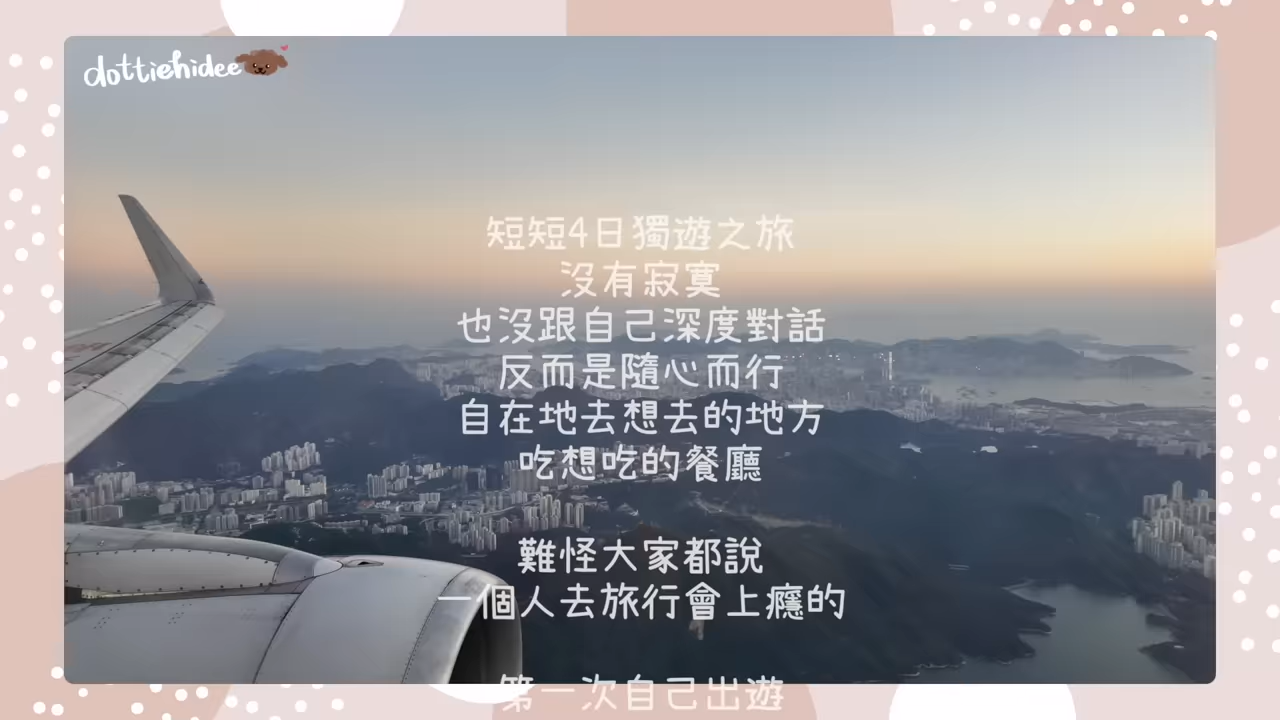 dottiehidee
短短4日獨遊之旅
沒有寂寞
也沒跟自己深度對話
反而是隨心而行
自在地去想去的地方
吃想吃的餐廳
難怪大家都說
一個人去旅行會上癮的
第一次自己出遊